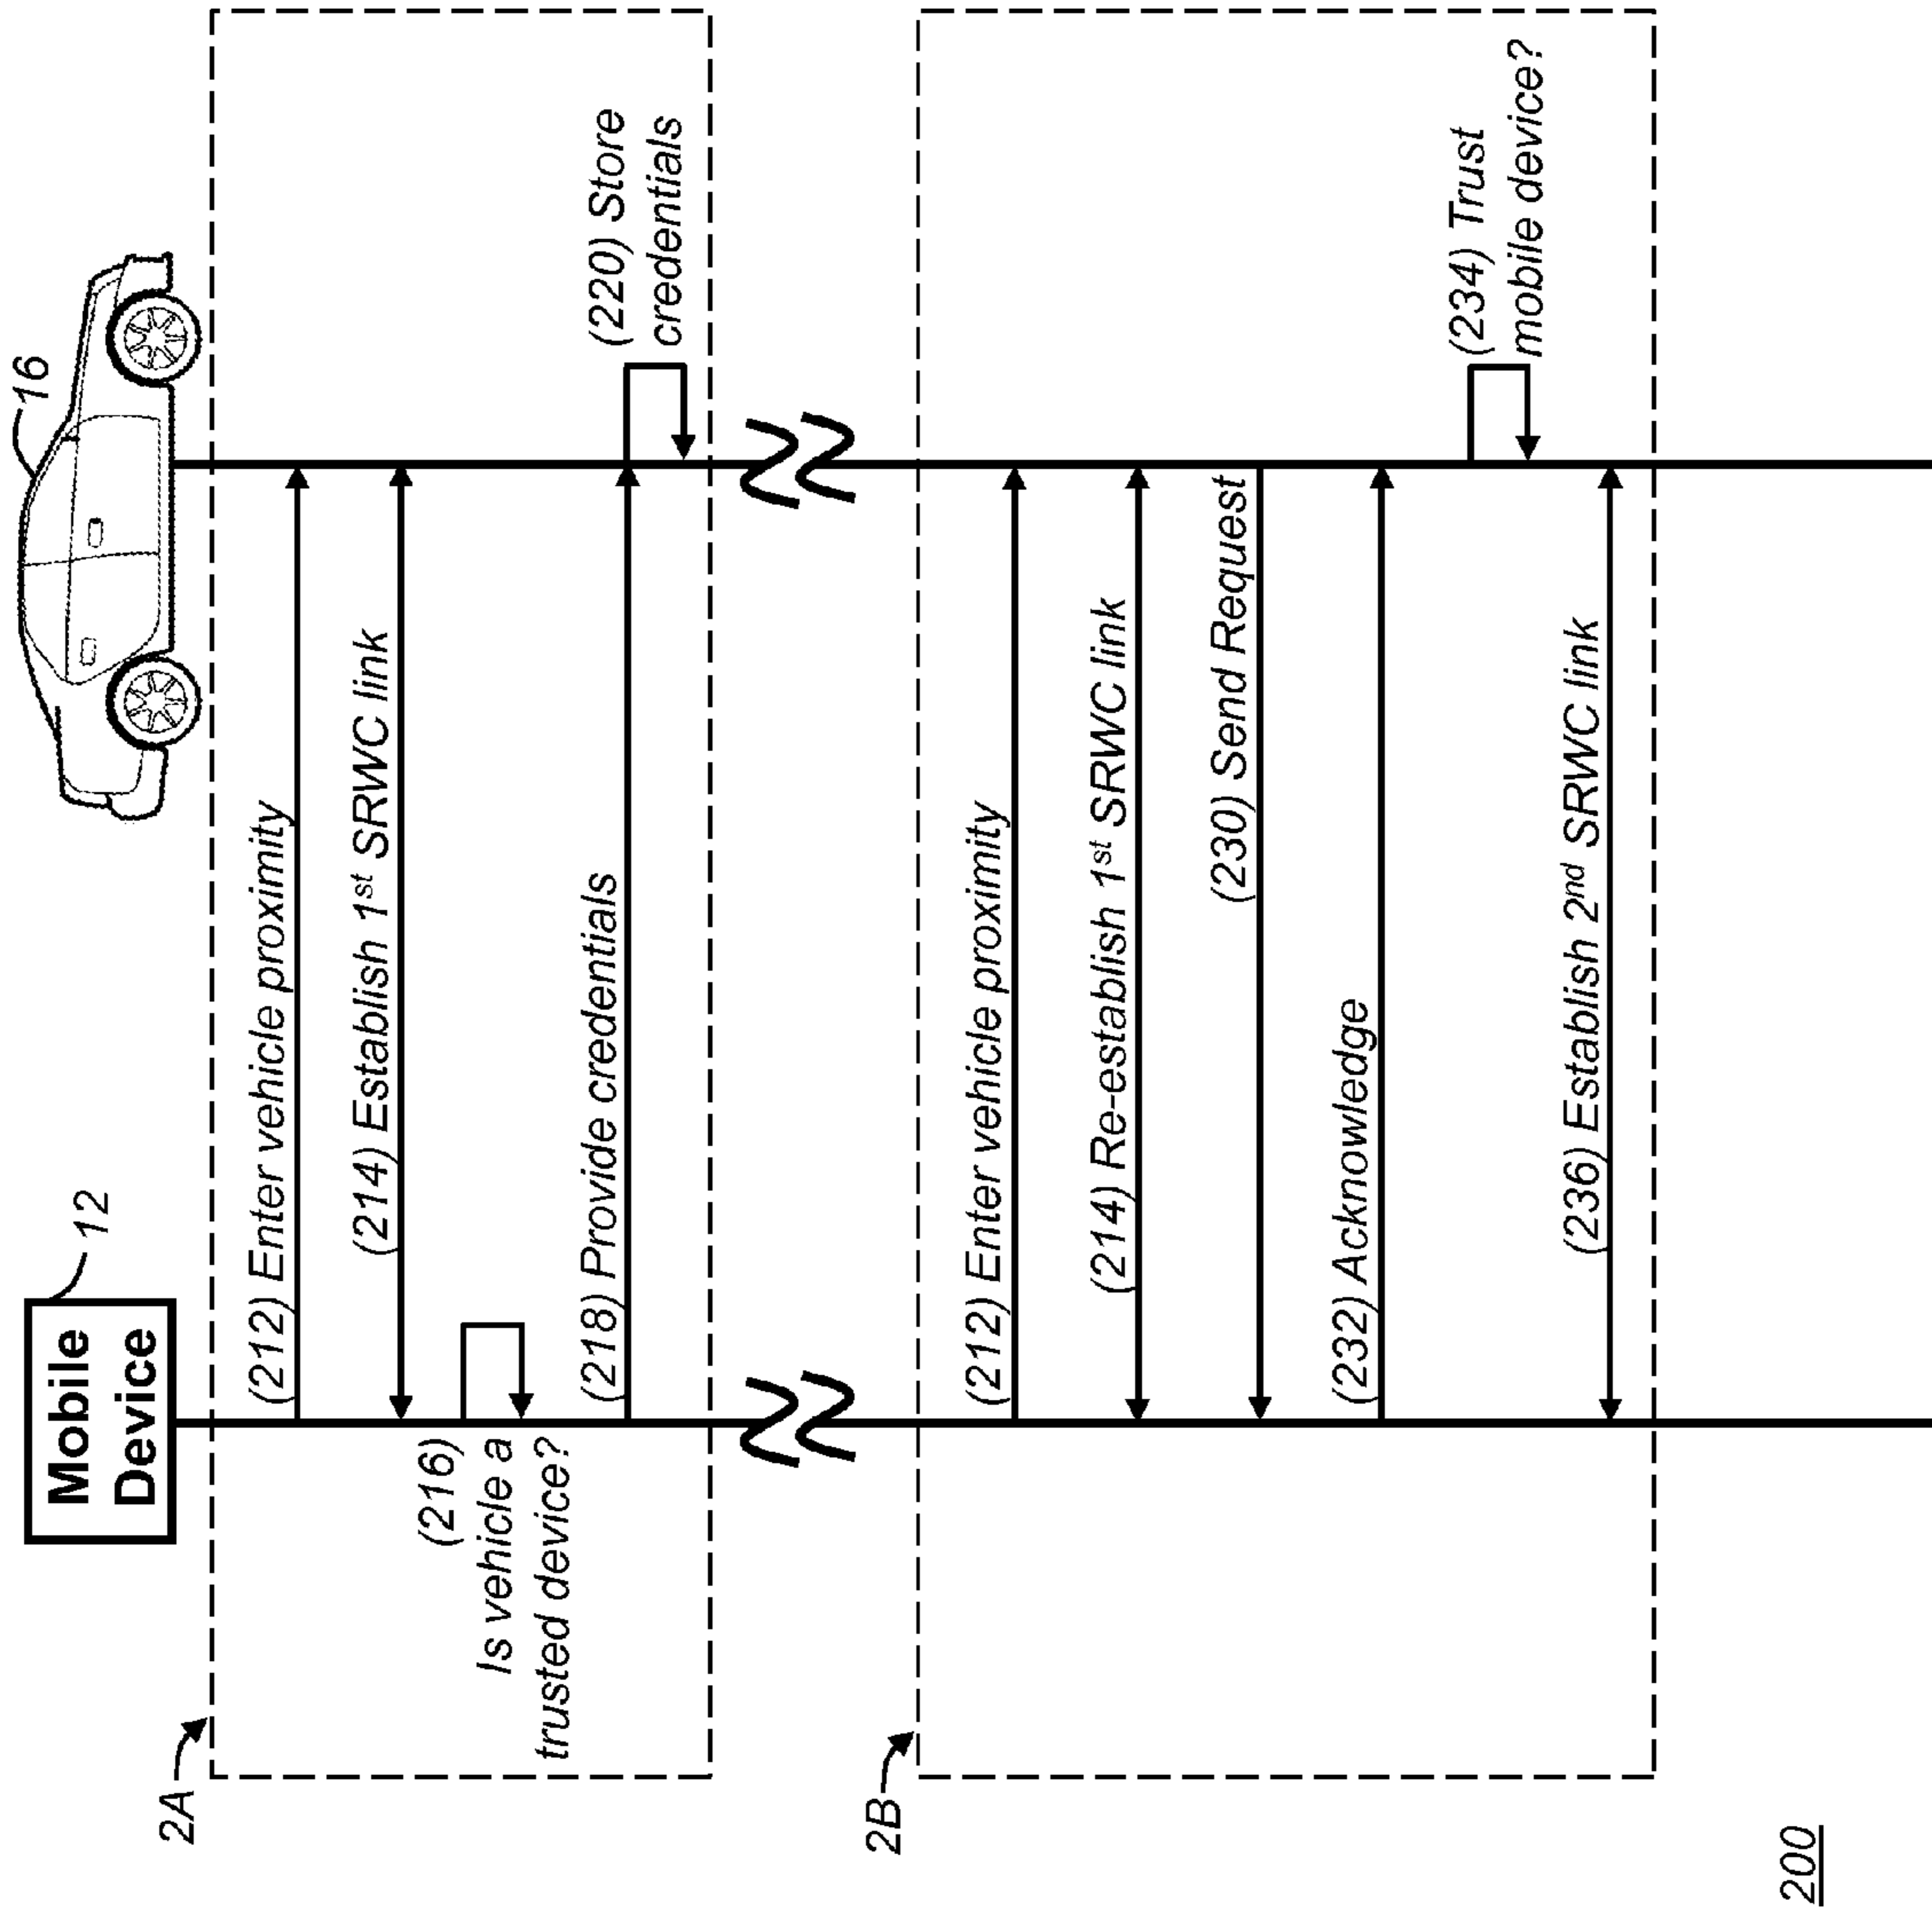 16
12
Mobile
Device
2A
(212) Enter vehicle proximity
(214) Establish 1st SRWC link
(216)
Is vehicle a
trusted device?
(218) Provide credentials
(220) Store
credentials
2B
(212) Enter vehicle proximity
(214) Re-establish 1st SRWC link
(230) Send Request
(232) Acknowledge
(234) Trust
mobile device?
(236) Establish 2nd SRWC link
200